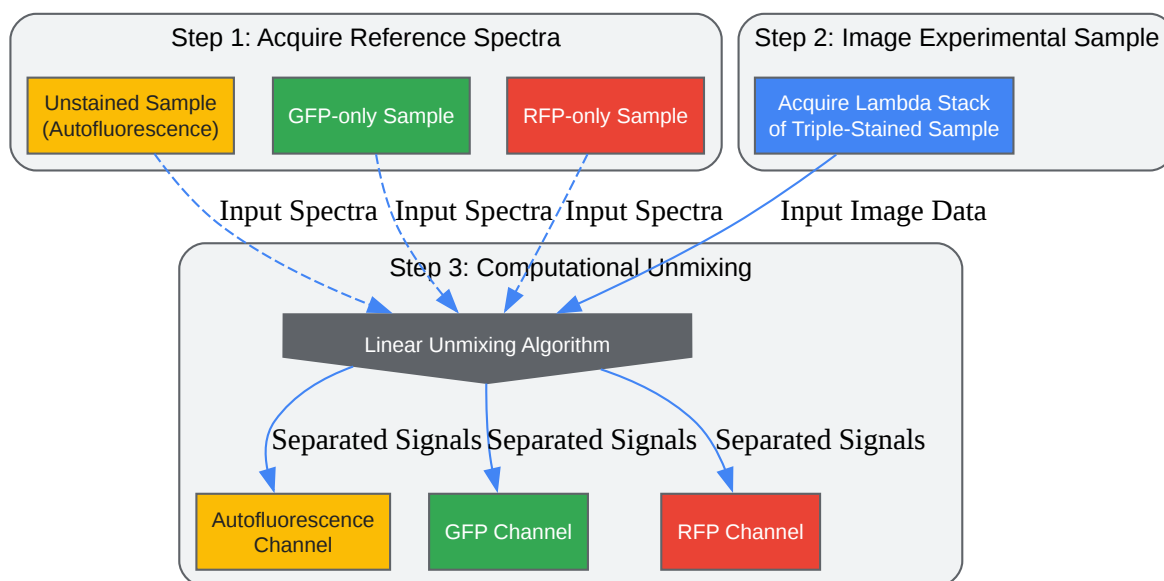 Step 1: Acquire Reference Spectra
Step 2: Image Experimental Sample
Unstained Sample
(Autofluorescence)
GFP-only Sample
RFP-only Sample
Acquire Lambda Stack
of Triple-Stained Sample
Input Spectra
Input Spectra
Input Spectra
Input Image Data
Step 3: Computational Unmixing
Linear Unmixing Algorithm
Separated Signals
Separated Signals
Separated Signals
Autofluorescence
Channel
GFP Channel
RFP Channel